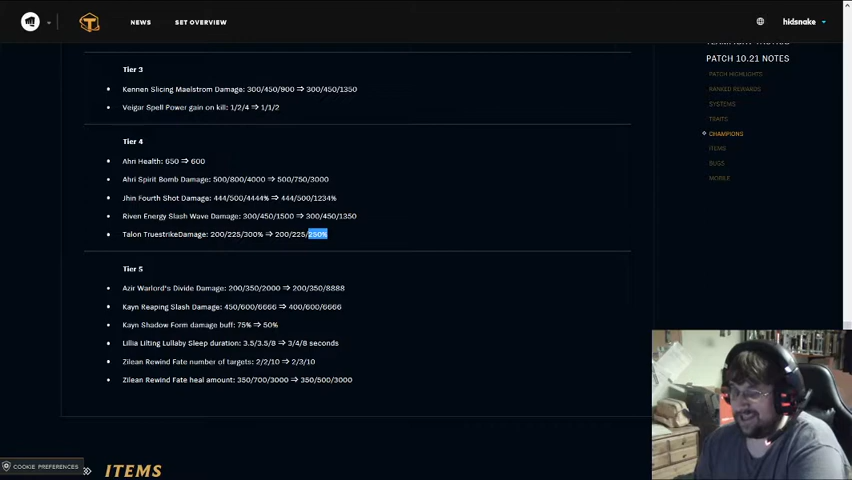 NEWS SET OVERVIEW hidsnake
PATCH 10.21 NOTES
PATCH HIGHLIGHTS
RANKED REWARDS
SYSTEMS
TRAITS
CHAMPIONS
ITEMS
BUGS
MOBILE
Tier 3
Kennen Slicing Maelstrom Damage: 300/450/900 ⇒ 300/450/1350
Veigar Spell Power gain on kill: 1/2/4 ⇒ 1/1/2
Tier 4
Ahri Health: 650 ⇒ 600
Ahri Spirit Bomb Damage: 500/800/4000 ⇒ 500/750/3000
Jhin Fourth Shot Damage: 444/500/4444% ⇒ 444/500/1234%
Riven Energy Slash Wave Damage: 300/450/1500 ⇒ 300/450/1350
Talon TruestrikeDamage: 200/225/300% ⇒ 200/225/250%
Tier 5
Azir Warlord's Divide Damage: 200/350/2000 ⇒ 200/350/8888
Kayn Reaping Slash Damage: 450/600/6666 ⇒ 400/600/6666
Kayn Shadow Form damage buff: 75% ⇒ 50%
Lillia Lilting Lullaby Sleep duration: 3.5/3.5/8 ⇒ 3/4/8 seconds
Zilean Rewind Fate number of targets: 2/2/10 ⇒ 2/3/10
Zilean Rewind Fate heal amount: 350/700/3000 ⇒ 350/500/3000
COOKIE PREFERENCES
ITEMS